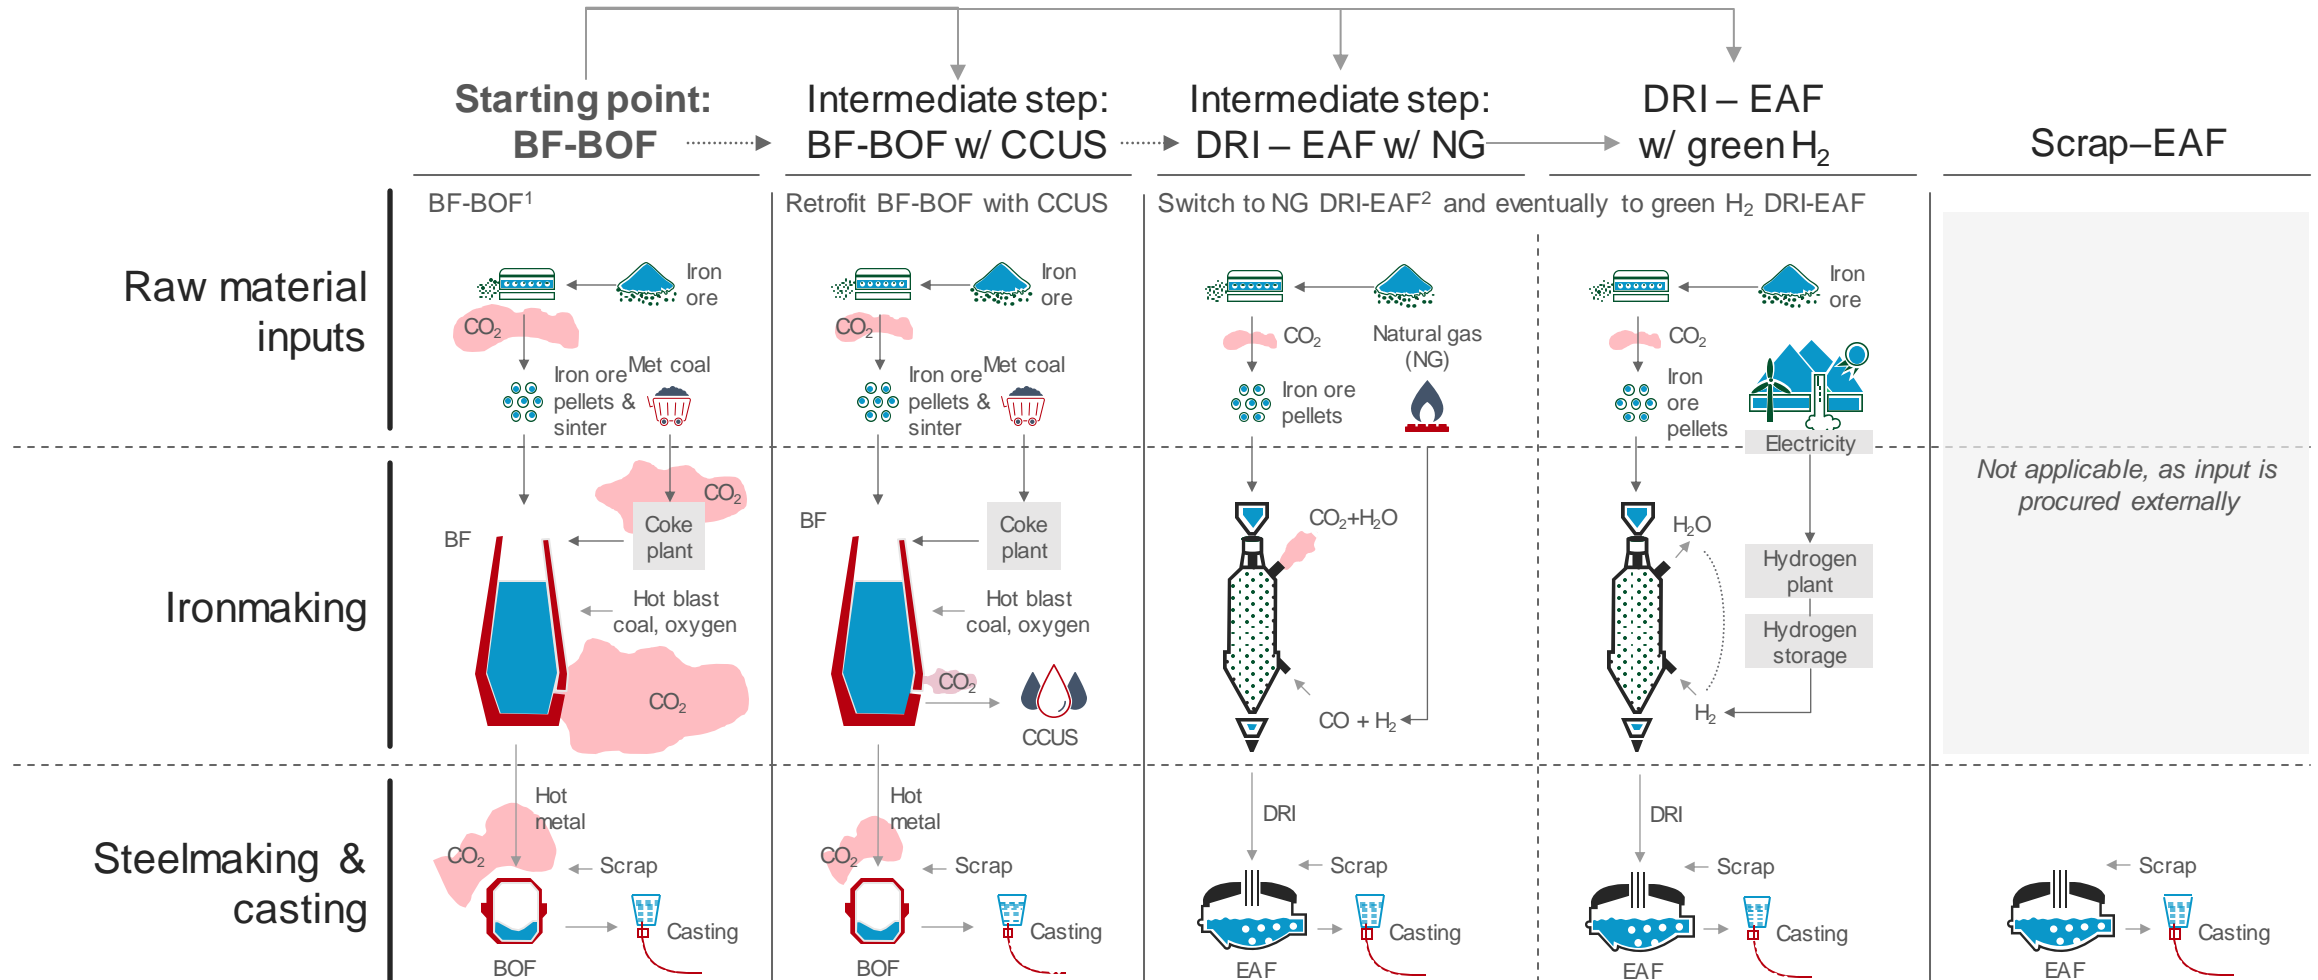 Starting point:
BF-BOF
Intermediate step:
BF-BOF w/ CCUS
Intermediate step:
DRI – EAF w/ NG
DRI – EAF
w/ green H₂
Scrap–EAF
BF-BOF¹
Retrofit BF-BOF with CCUS
Switch to NG DRI-EAF² and eventually to green H₂ DRI-EAF
Raw material
inputs
Iron
ore
CO₂
Iron ore
pellets &
sinter
Met coal
Iron
ore
CO₂
Iron ore
pellets &
sinter
Met coal
CO₂
Natural gas
(NG)
Iron ore
pellets
Iron
ore
CO₂
Iron
ore
pellets
Electricity
Not applicable, as input is
procured externally
Ironmaking
CO₂
Coke
plant
BF
Hot blast
coal, oxygen
CO₂
BF
Coke
plant
Hot blast
coal, oxygen
CO₂
CCUS
CO₂+H₂O
CO + H₂
H₂O
Hydrogen
plant
Hydrogen
storage
H₂
Steelmaking &
casting
Hot
metal
CO₂
Scrap
Casting
BOF
Hot
metal
CO₂
Scrap
Casting
BOF
DRI
Scrap
Casting
EAF
DRI
Scrap
Casting
EAF
Scrap
Casting
EAF